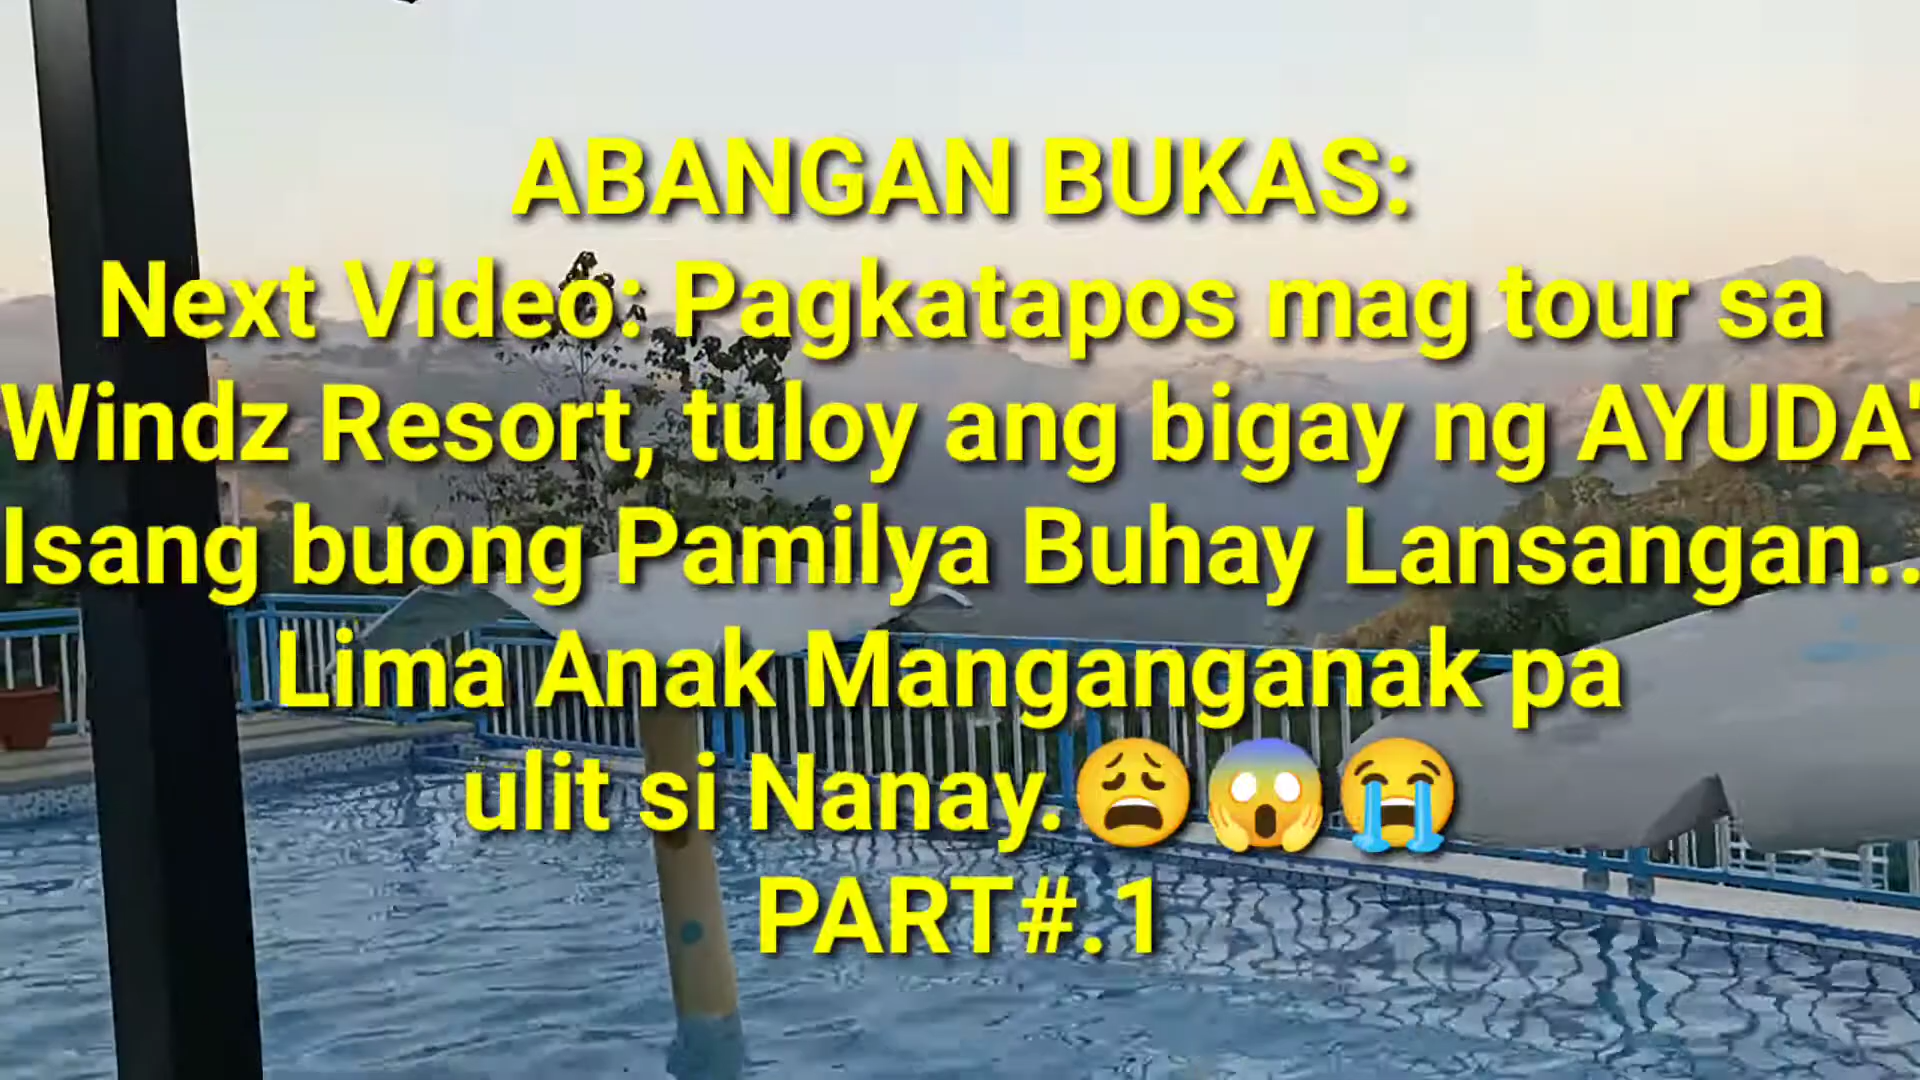 ABANGAN BUKAS:
Next Video: Pagkatapos mag tour sa
Windz Resort, tuloy ang bigay ng AYUDA'
Isang buong Pamilya Buhay Lansangan..
Lima Anak Manganganak pa
ulit si Nanay.😩😱😭
PART#.1